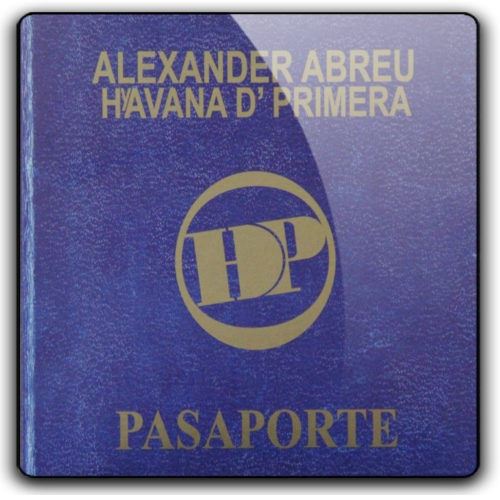 ALEXANDER ABREU
Y HAVANA D' PRIMERA
HDP
PASAPORTE